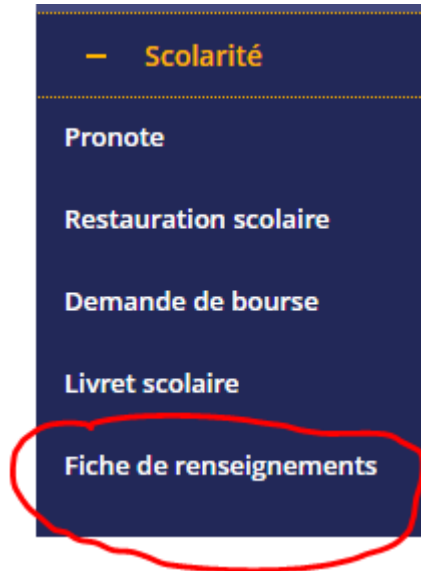 – Scolarité
Pronote
Restauration scolaire
Demande de bourse
Livret scolaire
Fiche de renseignements